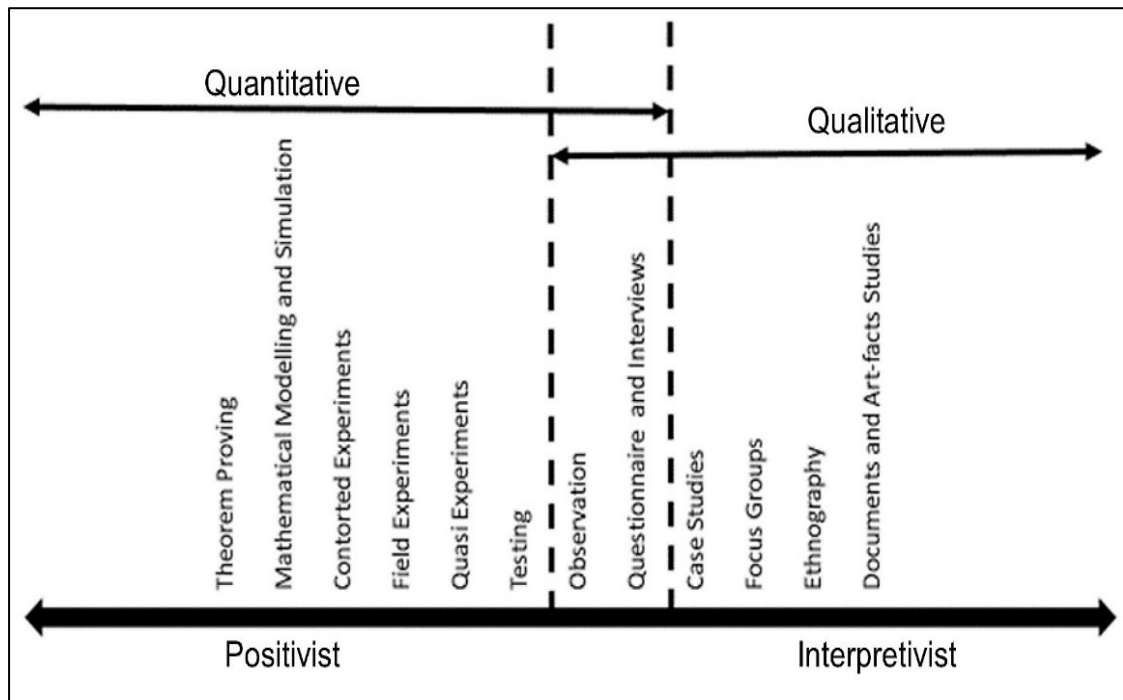 Quantitative
Qualitative
Theorem Proving
Mathematical Modelling and Simulation
Contorted Experiments
Field Experiments
Quasi Experiments
Testing
Observation
Questionnaire and Interviews
Case Studies
Focus Groups
Ethnography
Documents and Art-facts Studies
Positivist
Interpretivist